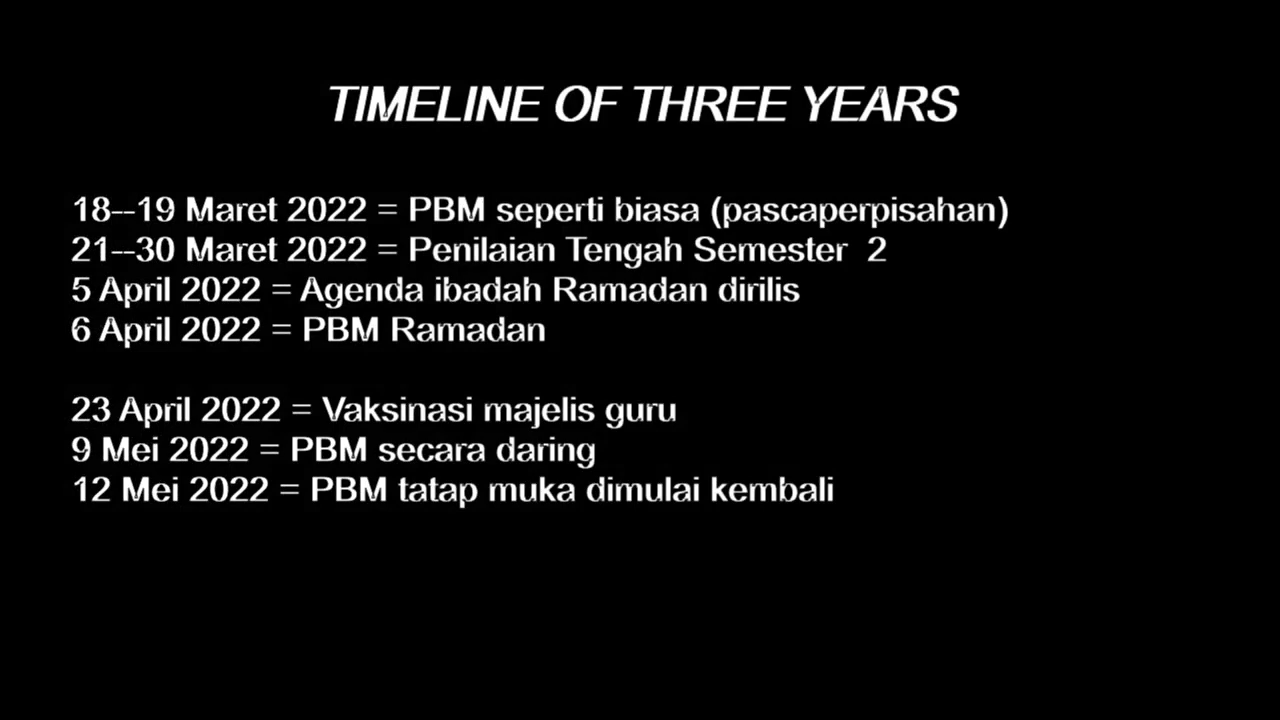 TIMELINE OF THREE YEARS
18--19 Maret 2022 = PBM seperti biasa (pascaperpisahan)
21--30 Maret 2022 = Penilaian Tengah Semester  2
5 April 2022 = Agenda ibadah Ramadan dirilis
6 April 2022 = PBM Ramadan
23 April 2022 = Vaksinasi majelis guru
9 Mei 2022 = PBM secara daring
12 Mei 2022 = PBM tatap muka dimulai kembali